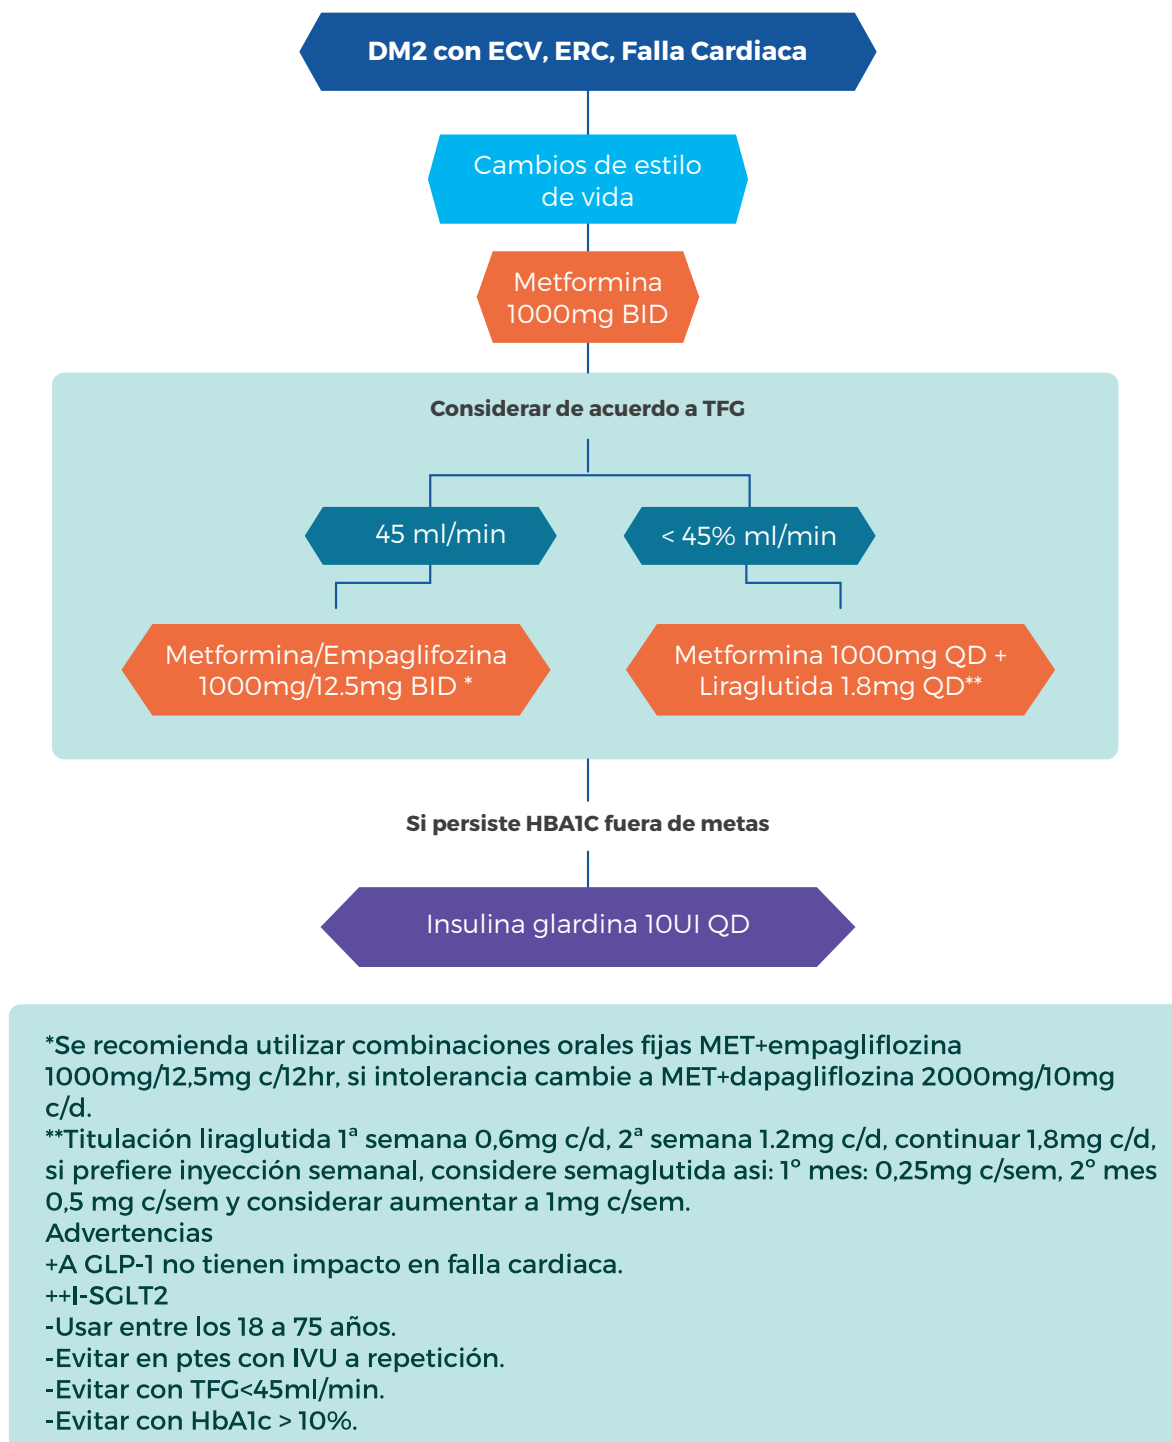 DM2 con ECV, ERC, Falla Cardiaca
Cambios de estilo
de vida
Metformina
1000mg BID
Considerar de acuerdo a TFG
45 ml/min
< 45% ml/min
Metformina/Empaglifozina
1000mg/12.5mg BID *
Metformina 1000mg QD +
Liraglutida 1.8mg QD**
Si persiste HBA1C fuera de metas
Insulina glardina 10UI QD
*Se recomienda utilizar combinaciones orales fijas MET+empagliflozina
1000mg/12,5mg c/12hr, si intolerancia cambie a MET+dapagliflozina 2000mg/10mg
c/d.
**Titulación liraglutida 1ª semana 0,6mg c/d, 2ª semana 1.2mg c/d, continuar 1,8mg c/d,
si prefiere inyección semanal, considere semaglutida asi: 1º mes: 0,25mg c/sem, 2º mes
0,5 mg c/sem y considerar aumentar a 1mg c/sem.
Advertencias
+A GLP-1 no tienen impacto en falla cardiaca.
++I-SGLT2
-Usar entre los 18 a 75 años.
-Evitar en ptes con IVU a repetición.
-Evitar con TFG<45ml/min.
-Evitar con HbA1c > 10%.